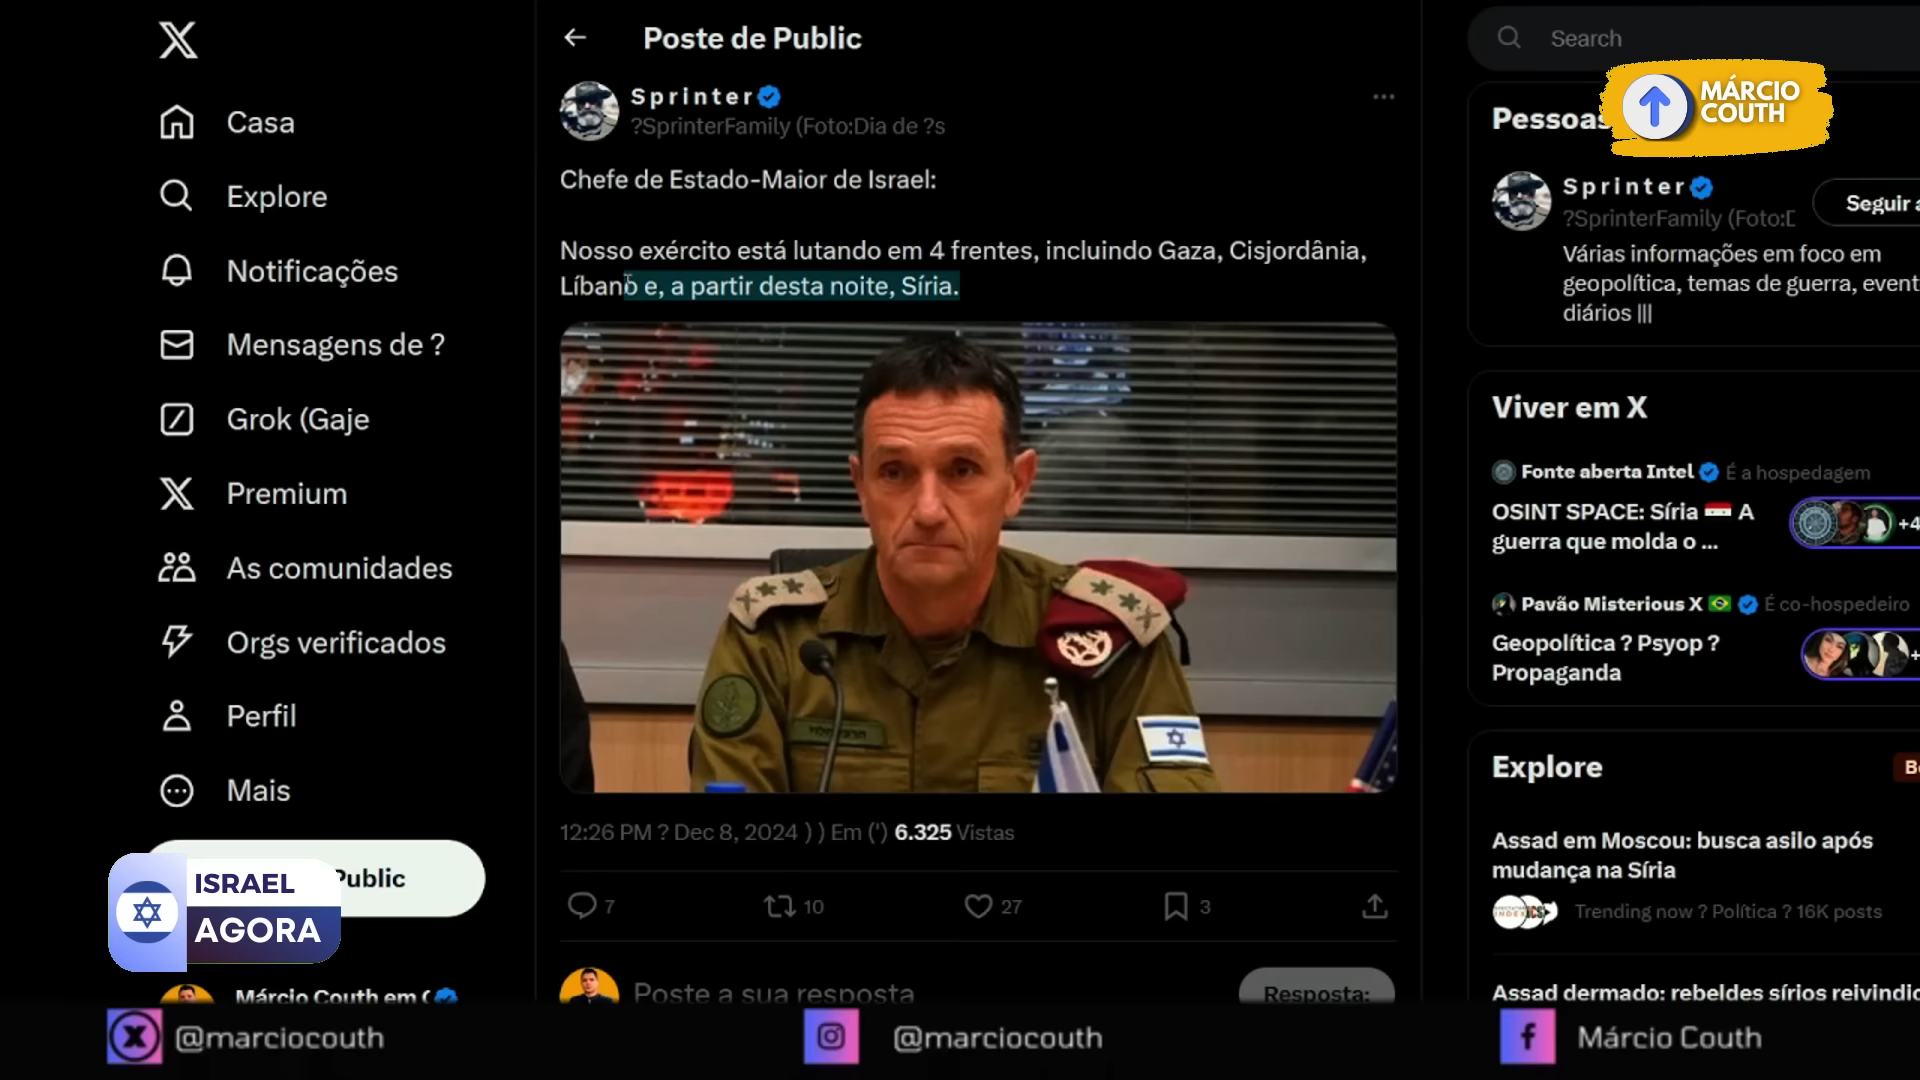 Casa
Explore
Notificações
Mensagens de ?
Grok (Gaje
Premium
As comunidades
Orgs verificados
Perfil
Mais
Public
ISRAEL
AGORA
Márcio Couth em
Poste de Public
Sprinter
?SprinterFamily (Foto:Dia de ?s
Chefe de Estado-Maior de Israel:
Nosso exército está lutando em 4 frentes, incluindo Gaza, Cisjordânia,
Líbano e, a partir desta noite, Síria.
12:26 PM ? Dec 8, 2024 ) ) Em (') 6.325 Vistas
7
10
27
3
Poste a sua resposta
Resposta:
Search
MÁRCIO
COUTH
Pessoas
Sprinter
?SprinterFamily (Foto:D
Seguir a
Várias informações em foco em
geopolítica, temas de guerra, event
diários |||
Viver em X
Fonte aberta Intel É a hospedagem
OSINT SPACE: Síria A
guerra que molda o ...
+4
Pavão Misterious X É co-hospedeiro
Geopolítica ? Psyop ?
Propaganda
+
Explore
Assad em Moscou: busca asilo após
mudança na Síria
Trending now ? Política ? 16K posts
Assad dermado: rebeldes sírios reivindic
@marciocouth
@marciocouth
Márcio Couth